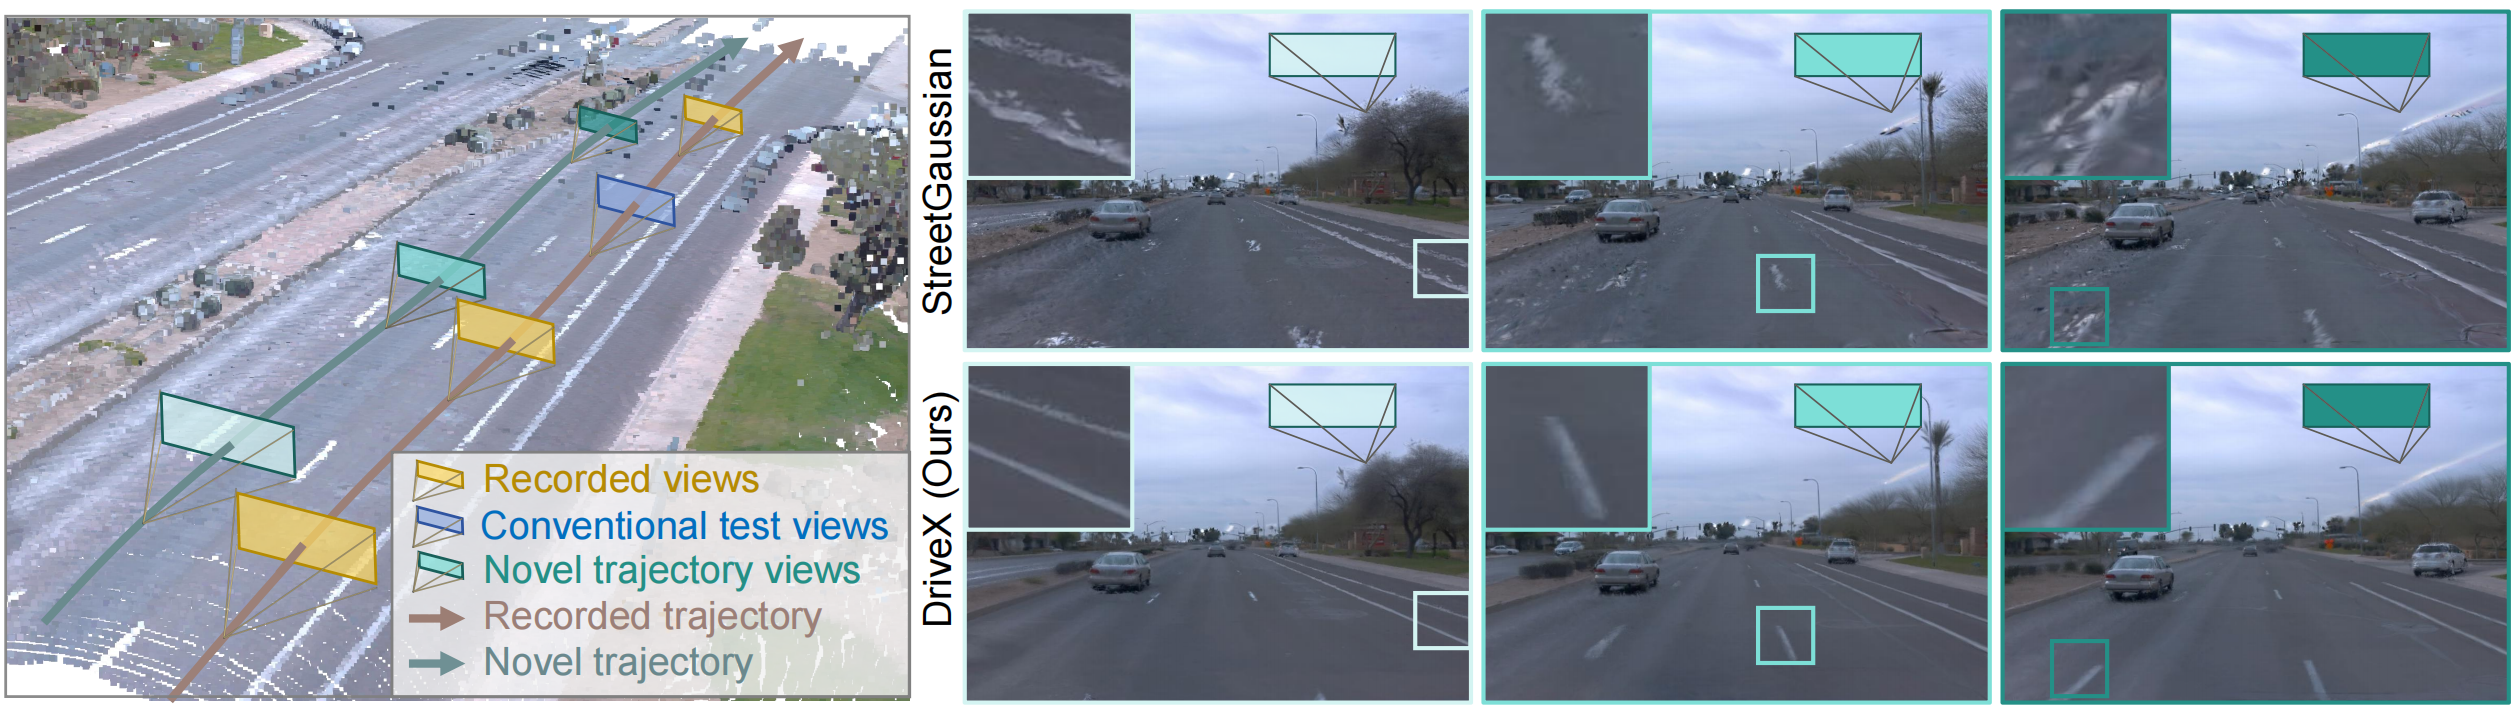 Recorded views
Conventional test views
Novel trajectory views
Recorded trajectory
Novel trajectory
StreetGaussian
DriveX (Ours)